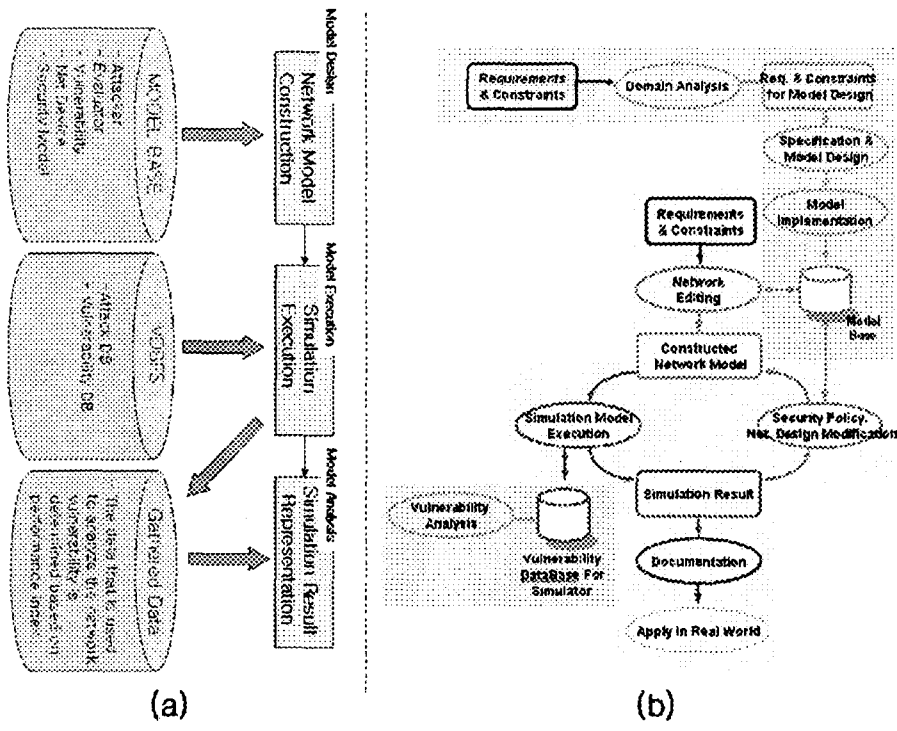 Model Design
Network Model
Construction
Model Execution
Simulation
Execution
Model Analysis
Simulation Result
Representation
MODEL BASE
- Attacker
- Evaluator
- Vulnerability
- Net. Device
- Security Model
VDBFS
- Attack DB
- Vulnerability DB
Gathered Data
- The data that is used
to analyze the network
vulnerability is
determined based on
performance
(a)
Requirements
& Constraints
Domain Analysis
Req. & Constraints
for Model Design
Specification &
Model Design
Model
Implementation
Requirements
& Constraints
Network
Editing
Model
Base
Constructed
Network Model
Simulation Model
Execution
Security Policy.
Net. Design Modification
Simulation Result
Vulnerability
Analysis
Vulnerability
DataBase For
Simulator
Documentation
Apply in Real World
(b)